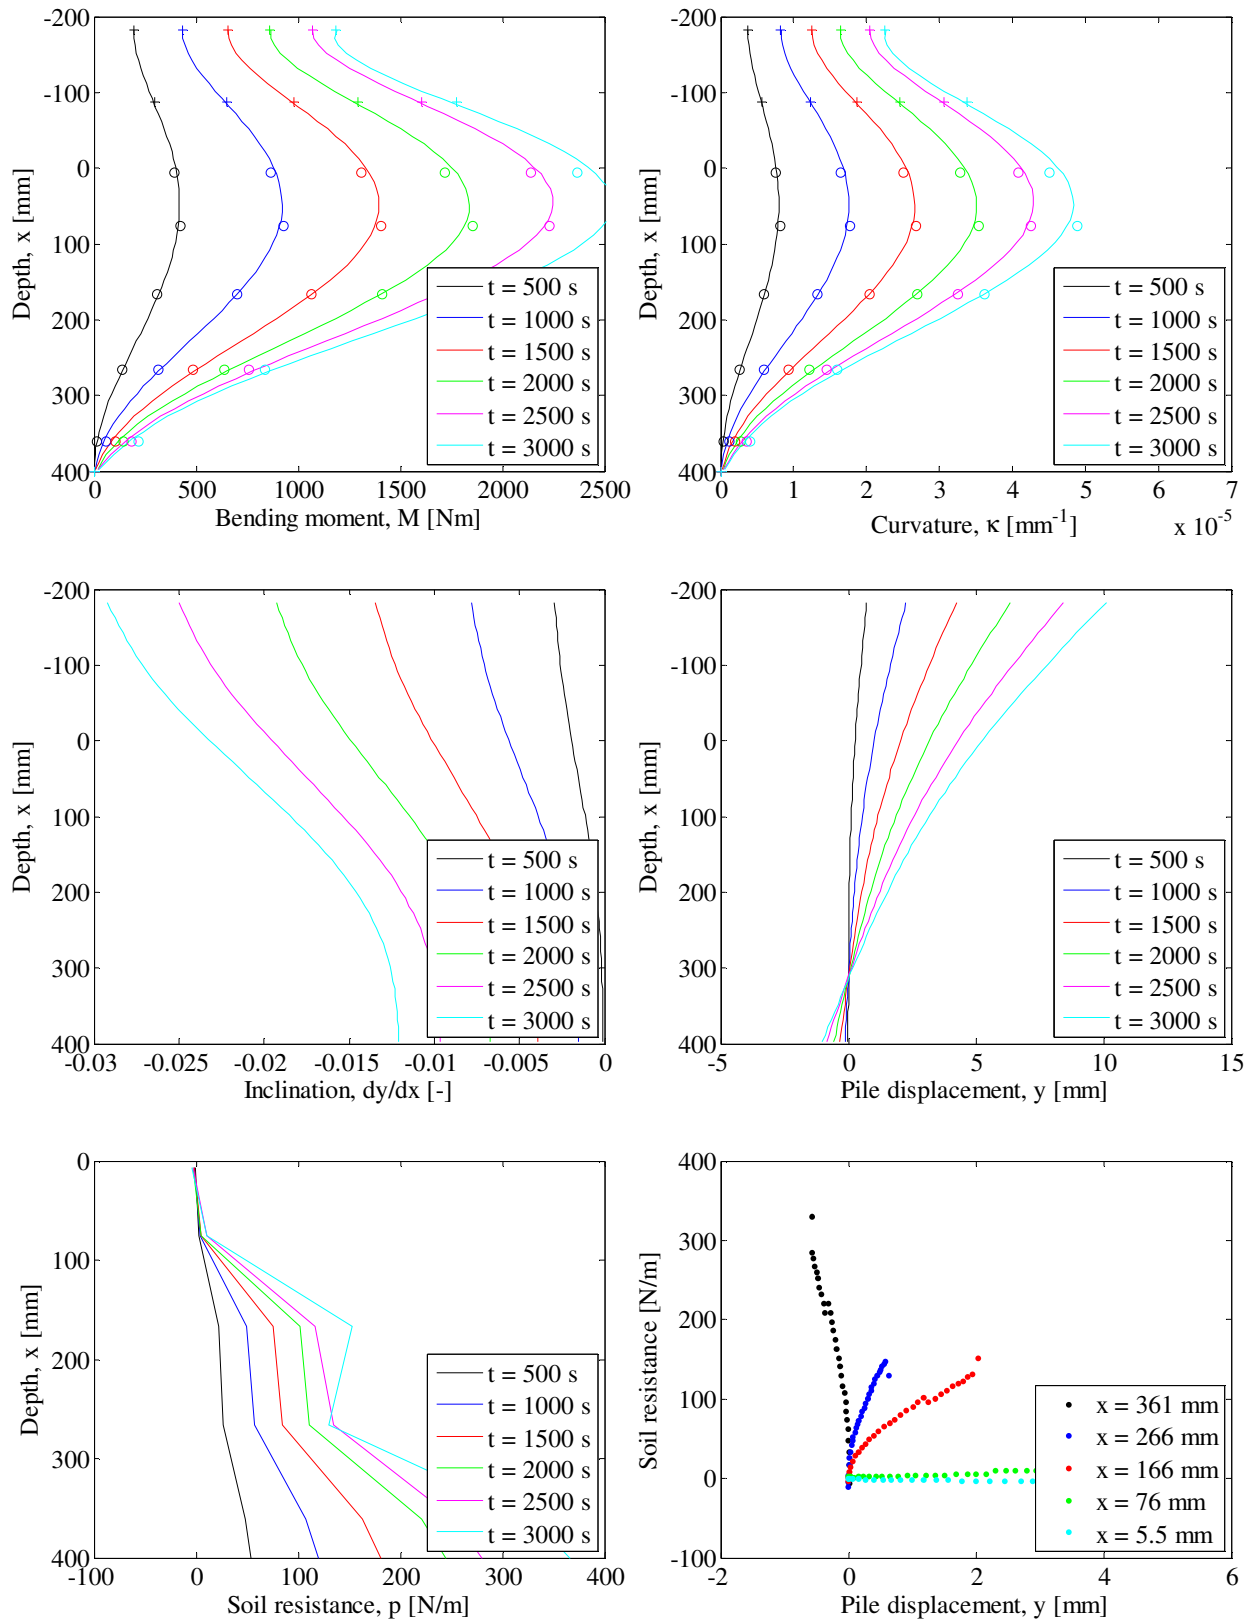 -200
-100
0
100
200
300
400
0
500
1000
1500
2000
2500
Depth, x [mm]
Bending moment, M [Nm]
t = 500 s
t = 1000 s
t = 1500 s
t = 2000 s
t = 2500 s
t = 3000 s
-200
-100
0
100
200
300
400
0
1
2
3
4
5
6
7
x 10⁻⁵
Depth, x [mm]
Curvature, κ [mm⁻¹]
t = 500 s
t = 1000 s
t = 1500 s
t = 2000 s
t = 2500 s
t = 3000 s
-200
-100
0
100
200
300
400
-0.03
-0.025
-0.02
-0.015
-0.01
-0.005
0
Depth, x [mm]
Inclination, dy/dx [-]
t = 500 s
t = 1000 s
t = 1500 s
t = 2000 s
t = 2500 s
t = 3000 s
-200
-100
0
100
200
300
400
-5
0
5
10
15
Depth, x [mm]
Pile displacement, y [mm]
t = 500 s
t = 1000 s
t = 1500 s
t = 2000 s
t = 2500 s
t = 3000 s
0
100
200
300
400
-100
0
100
200
300
400
Depth, x [mm]
Soil resistance, p [N/m]
t = 500 s
t = 1000 s
t = 1500 s
t = 2000 s
t = 2500 s
t = 3000 s
400
300
200
100
0
-100
-2
0
2
4
6
Soil resistance [N/m]
Pile displacement, y [mm]
x = 361 mm
x = 266 mm
x = 166 mm
x = 76 mm
x = 5.5 mm